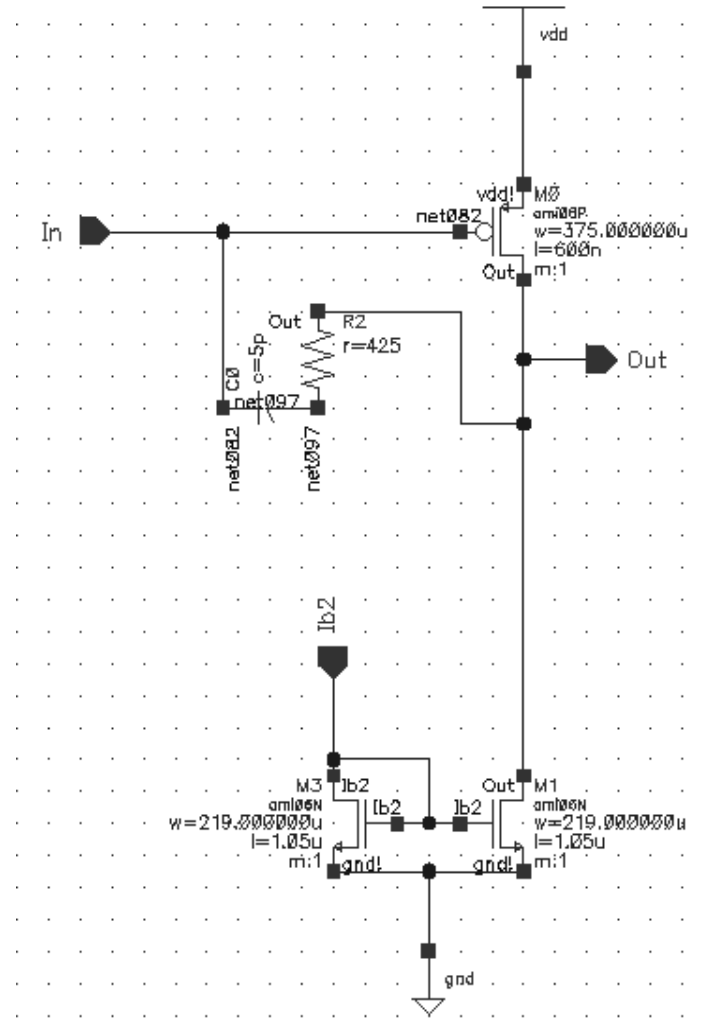 vdd
vdd!
MØ
ami06P
net082
w=375.000000u
l=600n
Out
m:1
In
Out
R2
r=425
Out
C0
c=5p
net097
net082
net097
Ib2
M3
Ib2
ami06N
Ib2
w=219.000000u
l=1.05u
m:1
gnd!
Out
M1
ami06N
Ib2
w=219.000000u
l=1.05u
gnd!
m:1
gnd